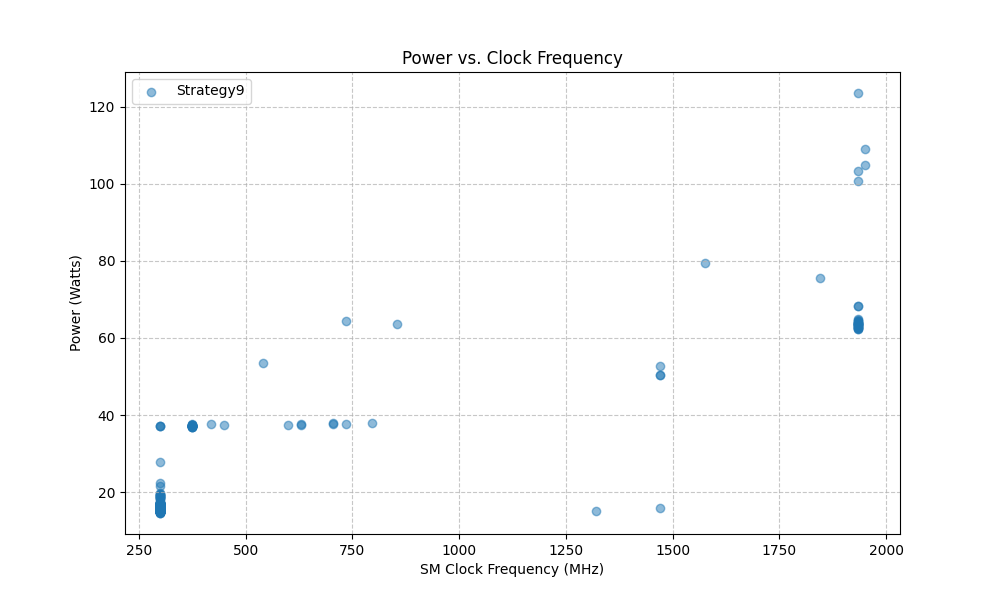 Power vs. Clock Frequency
Strategy9
Power (Watts)
120
100
80
60
40
20
250 500 750 1000 1250 1500 1750 2000
SM Clock Frequency (MHz)